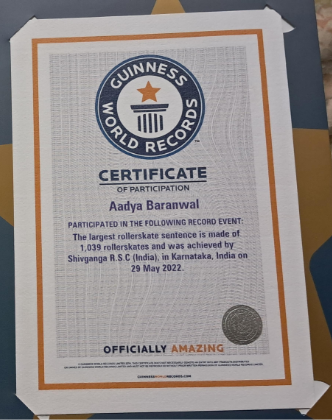 GUINNESS
WORLD RECORDS
CERTIFICATE
OF PARTICIPATION
Aadya Baranwal
PARTICIPATED IN THE FOLLOWING RECORD EVENT:
The largest rollerskate sentence is made of
1,039 rollerskates and was achieved by
Shivganga R.S.C (India), in Karnataka, India on
29 May 2022.
OFFICIALLY AMAZING
GUINNESSWORLDRECORDS.COM